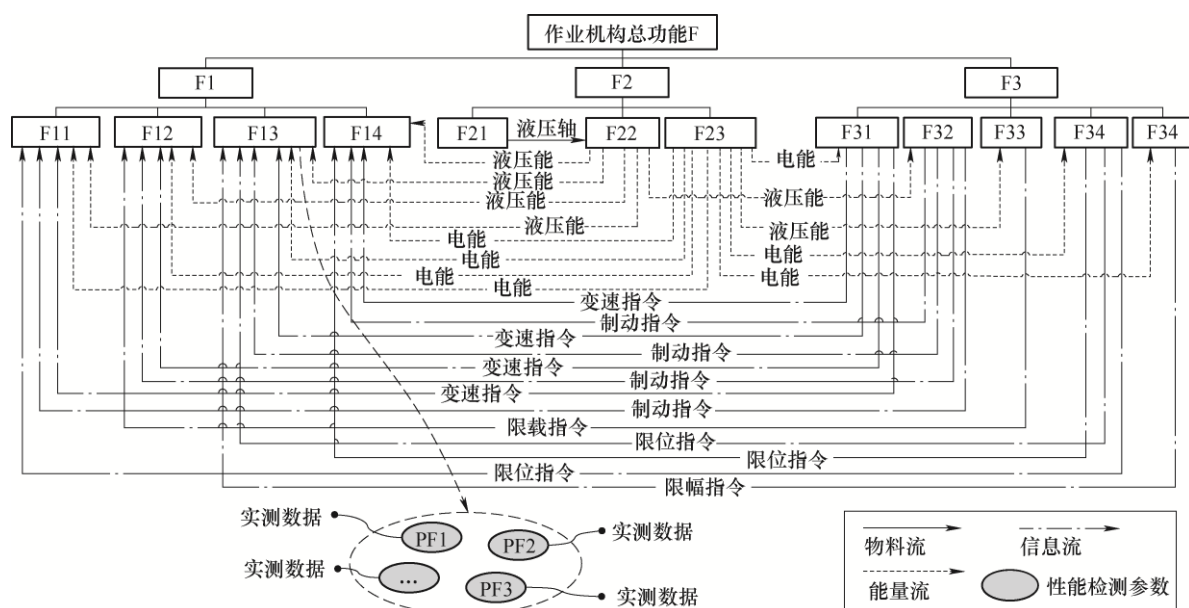 作业机构总功能F
F1
F2
F3
F11
F12
F13
F14
F21
液压轴
F22
F23
F31
F32
F33
F34
F34
电能
液压能
液压能
液压能
液压能
液压能
液压能
电能
电能
电能
电能
电能
电能
变速指令
制动指令
变速指令
制动指令
变速指令
制动指令
变速指令
制动指令
限载指令
限位指令
限位指令
限位指令
限幅指令
实测数据
PF1
PF2
实测数据
实测数据
...
PF3
实测数据
物料流
信息流
能量流
性能检测参数